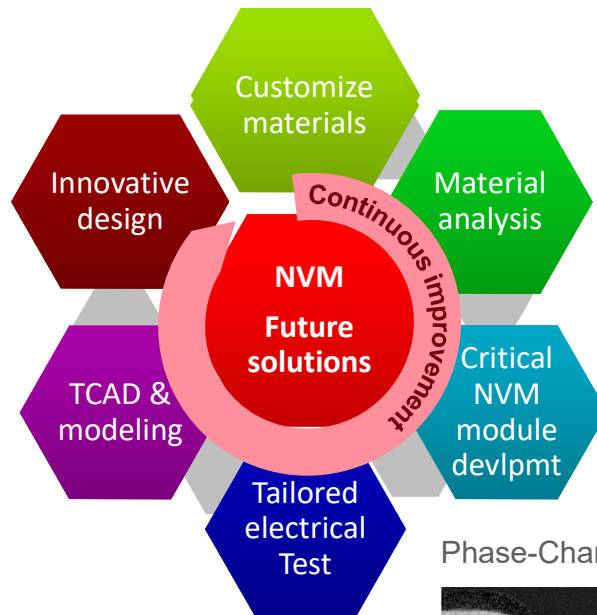 Customize
materials
Innovative
design
Material
analysis
Continuous improvement
NVM
Future
solutions
TCAD &
modeling
Critical
NVM
module
devlpmt
Tailored
electrical
Test